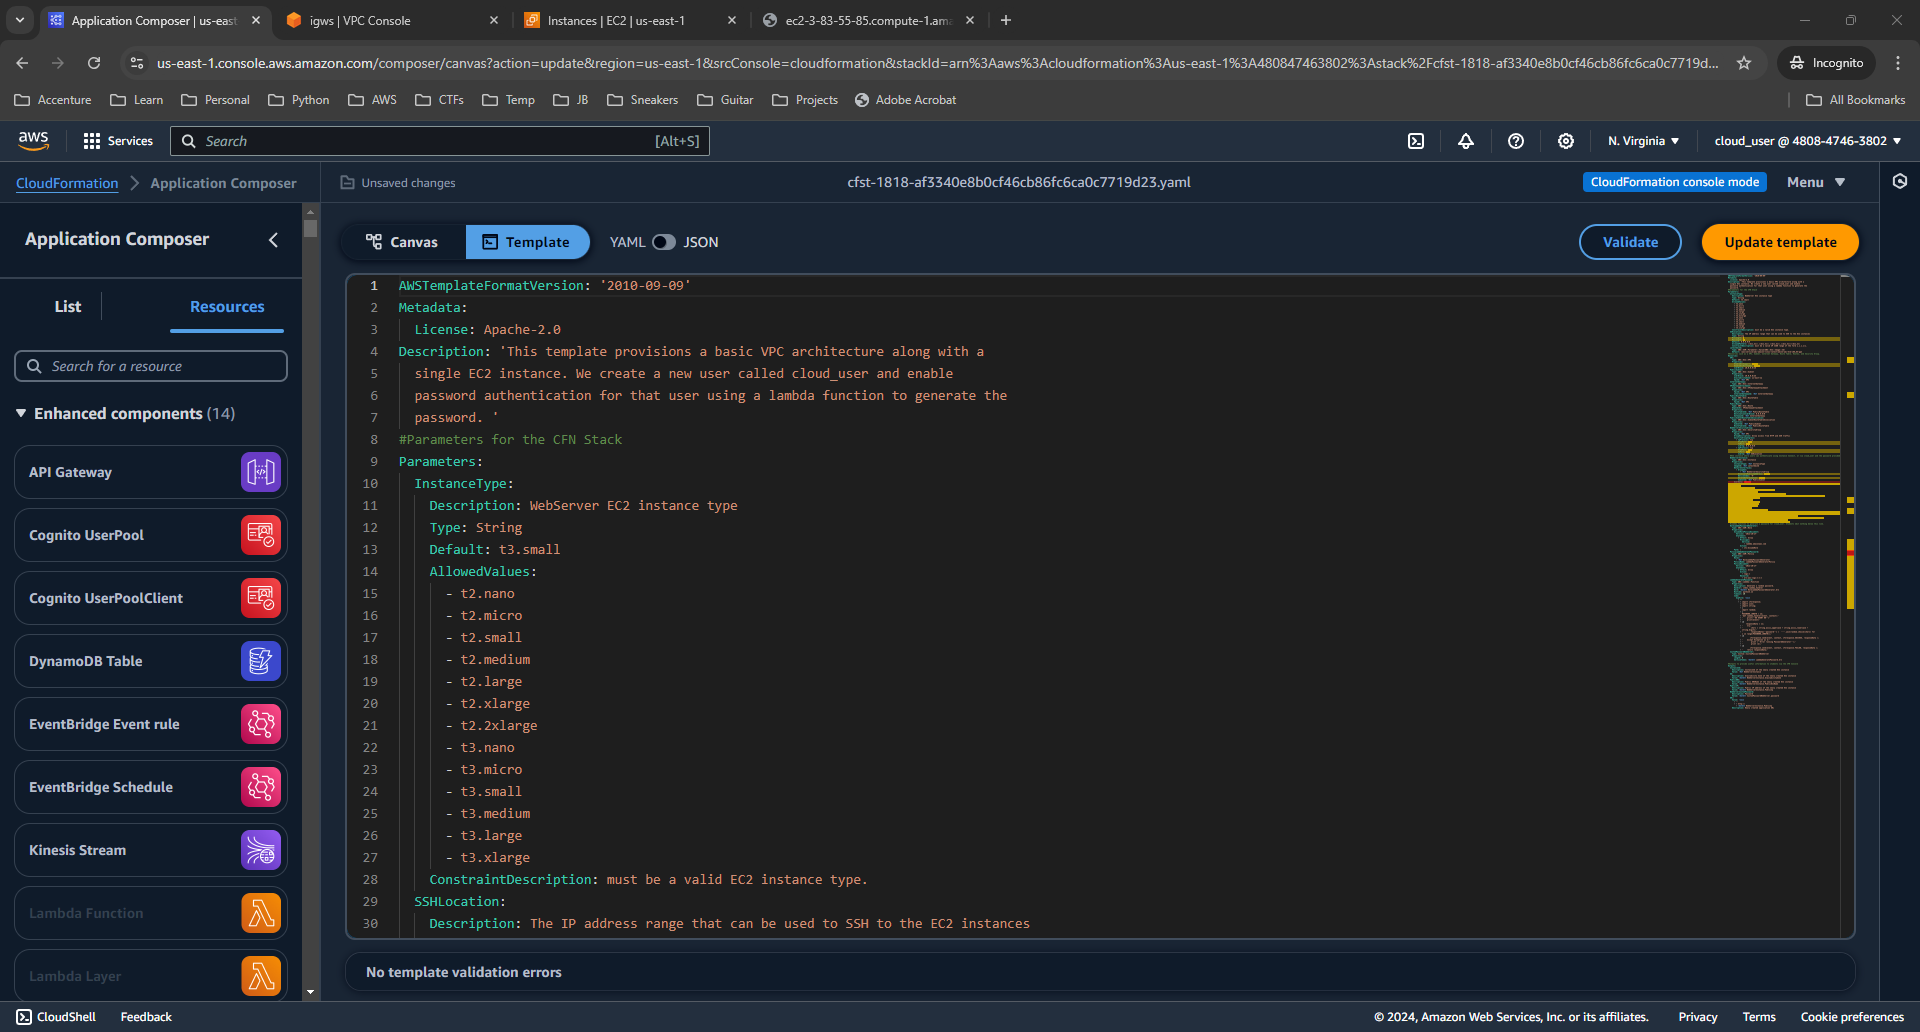 Application Composer | us-east
igws | VPC Console
Instances | EC2 | us-east-1
ec2-3-83-55-85.compute-1.ama
us-east-1.console.aws.amazon.com/composer/canvas?action=update&region=us-east-1&srcConsole=cloudformation&stackId=arn%3Aaws%3Acloudformation%3Aus-east-1%3A480847463802%3Astack%2Fcfst-1818-af3340e8b0cf46cb86fc6ca0c7719d...
Incognito
Accenture
Learn
Personal
Python
AWS
CTFs
Temp
JB
Sneakers
Guitar
Projects
Adobe Acrobat
All Bookmarks
aws
Services
Search
[Alt+S]
N. Virginia
cloud_user @ 4808-4746-3802
CloudFormation
Application Composer
Unsaved changes
cfst-1818-af3340e8b0cf46cb86fc6ca0c7719d23.yaml
CloudFormation console mode
Menu
Application Composer
List
Resources
Search for a resource
Enhanced components (14)
API Gateway
Cognito UserPool
Cognito UserPoolClient
DynamoDB Table
EventBridge Event rule
EventBridge Schedule
Kinesis Stream
Lambda Function
Lambda Layer
Canvas
Template
YAML
JSON
Validate
Update template
1 AWSTemplateFormatVersion: '2010-09-09'
2 Metadata:
3 License: Apache-2.0
4 Description: 'This template provisions a basic VPC architecture along with a
5 single EC2 instance. We create a new user called cloud_user and enable
6 password authentication for that user using a lambda function to generate the
7 password. '
8 #Parameters for the CFN Stack
9 Parameters:
10 InstanceType:
11 Description: WebServer EC2 instance type
12 Type: String
13 Default: t3.small
14 AllowedValues:
15 - t2.nano
16 - t2.micro
17 - t2.small
18 - t2.medium
19 - t2.large
20 - t2.xlarge
21 - t2.2xlarge
22 - t3.nano
23 - t3.micro
24 - t3.small
25 - t3.medium
26 - t3.large
27 - t3.xlarge
28 ConstraintDescription: must be a valid EC2 instance type.
29 SSHLocation:
30 Description: The IP address range that can be used to SSH to the EC2 instances
No template validation errors
CloudShell
Feedback
© 2024, Amazon Web Services, Inc. or its affiliates.
Privacy
Terms
Cookie preferences